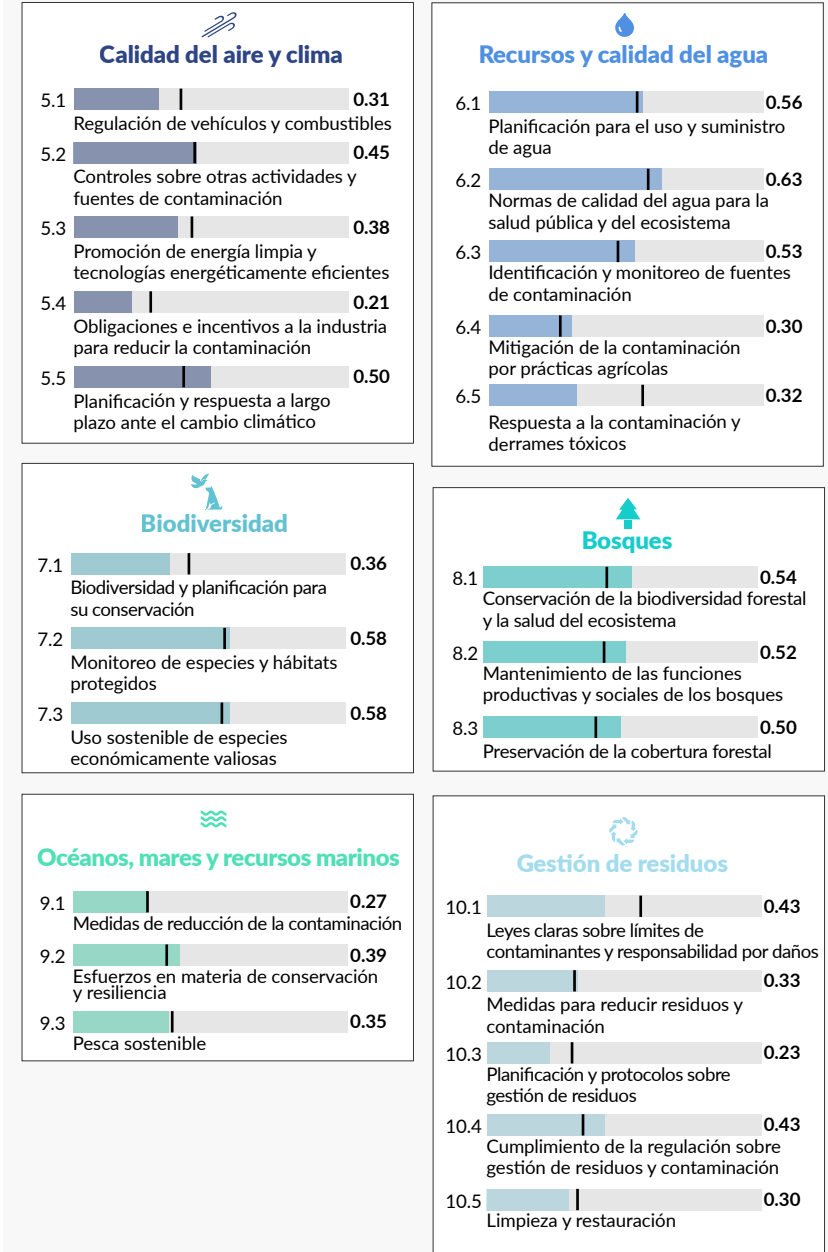 Calidad del aire y clima
5.1 0.31
Regulación de vehículos y combustibles
5.2 0.45
Controles sobre otras actividades y
fuentes de contaminación
5.3 0.38
Promoción de energía limpia y
tecnologías energéticamente eficientes
5.4 0.21
Obligaciones e incentivos a la industria
para reducir la contaminación
5.5 0.50
Planificación y respuesta a largo
plazo ante el cambio climático
Recursos y calidad del agua
6.1 0.56
Planificación para el uso y suministro
de agua
6.2 0.63
Normas de calidad del agua para la
salud pública y del ecosistema
6.3 0.53
Identificación y monitoreo de fuentes
de contaminación
6.4 0.30
Mitigación de la contaminación
por prácticas agrícolas
6.5 0.32
Respuesta a la contaminación y
derrames tóxicos
Biodiversidad
7.1 0.36
Biodiversidad y planificación para
su conservación
7.2 0.58
Monitoreo de especies y hábitats
protegidos
7.3 0.58
Uso sostenible de especies
económicamente valiosas
Bosques
8.1 0.54
Conservación de la biodiversidad forestal
y la salud del ecosistema
8.2 0.52
Mantenimiento de las funciones
productivas y sociales de los bosques
8.3 0.50
Preservación de la cobertura forestal
Océanos, mares y recursos marinos
9.1 0.27
Medidas de reducción de la contaminación
9.2 0.39
Esfuerzos en materia de conservación
y resiliencia
9.3 0.35
Pesca sostenible
Gestión de residuos
10.1 0.43
Leyes claras sobre límites de
contaminantes y responsabilidad por daños
10.2 0.33
Medidas para reducir residuos y
contaminación
10.3 0.23
Planificación y protocolos sobre
gestión de residuos
10.4 0.43
Cumplimiento de la regulación sobre
gestión de residuos y contaminación
10.5 0.30
Limpieza y restauración